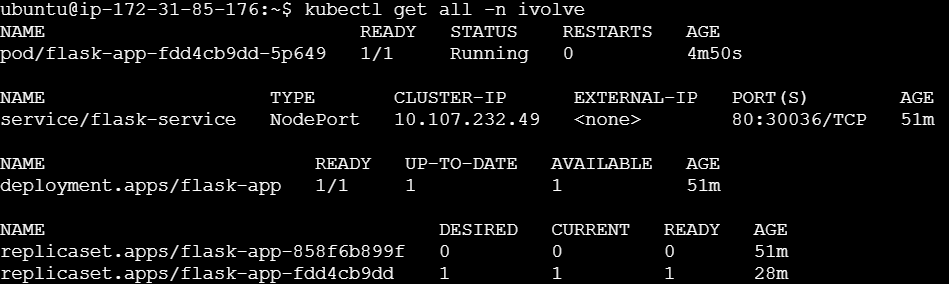 ubuntu@ip-172-31-85-176:~$ kubectl get all -n ivolve
NAME READY STATUS RESTARTS AGE
pod/flask-app-fdd4cb9dd-5p649 1/1 Running 0 4m50s
NAME TYPE CLUSTER-IP EXTERNAL-IP PORT(S) AGE
service/flask-service NodePort 10.107.232.49 <none> 80:30036/TCP 51m
NAME READY UP-TO-DATE AVAILABLE AGE
deployment.apps/flask-app 1/1 1 1 51m
NAME DESIRED CURRENT READY AGE
replicaset.apps/flask-app-858f6b899f 0 0 0 51m
replicaset.apps/flask-app-fdd4cb9dd 1 1 1 28m